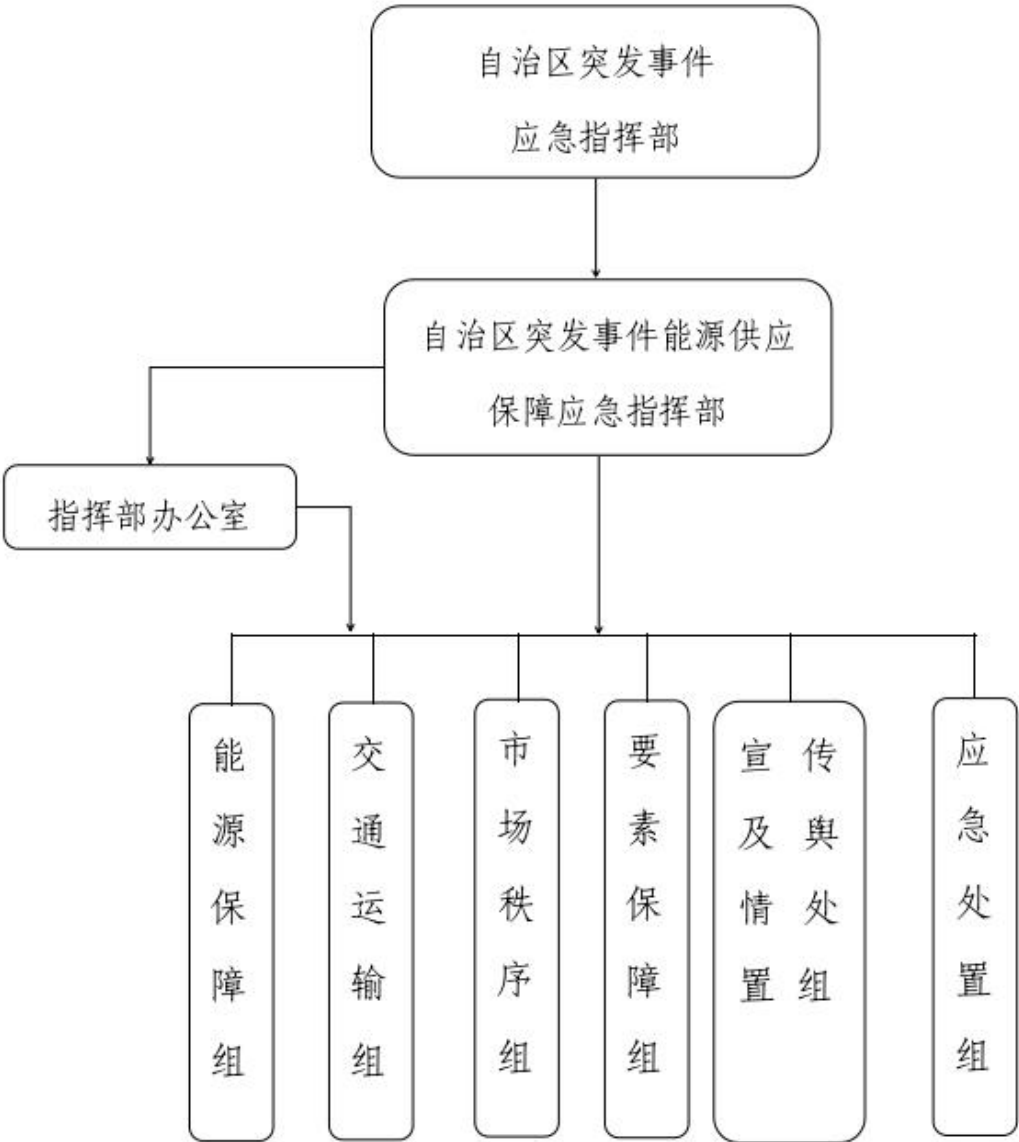 自治区突发事件
应急指挥部
自治区突发事件能源供应
保障应急指挥部
指挥部办公室
能源保障组
交通运输组
市场秩序组
要素保障组
宣传
及舆
情处
置组
应急处置组